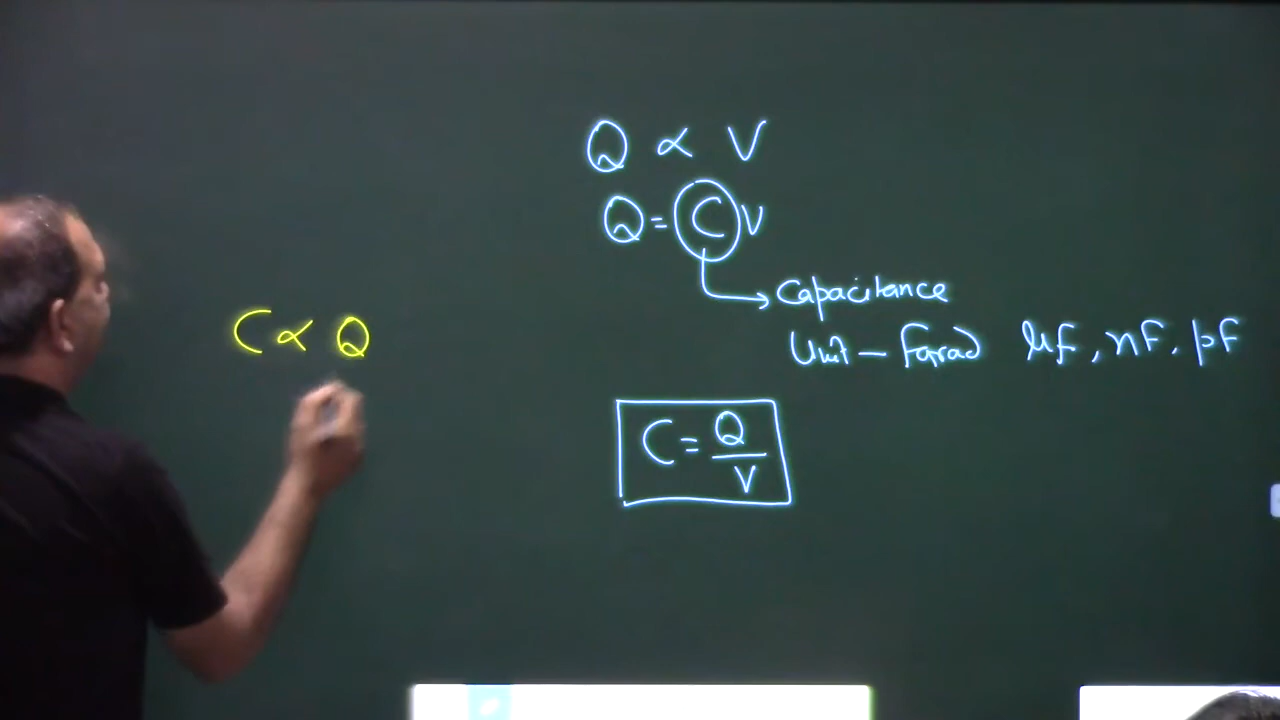 Q ∝ V
Q = C V
Capacitance
Unit – Farad μF, nF, pF
C ∝ Q
C = Q/V